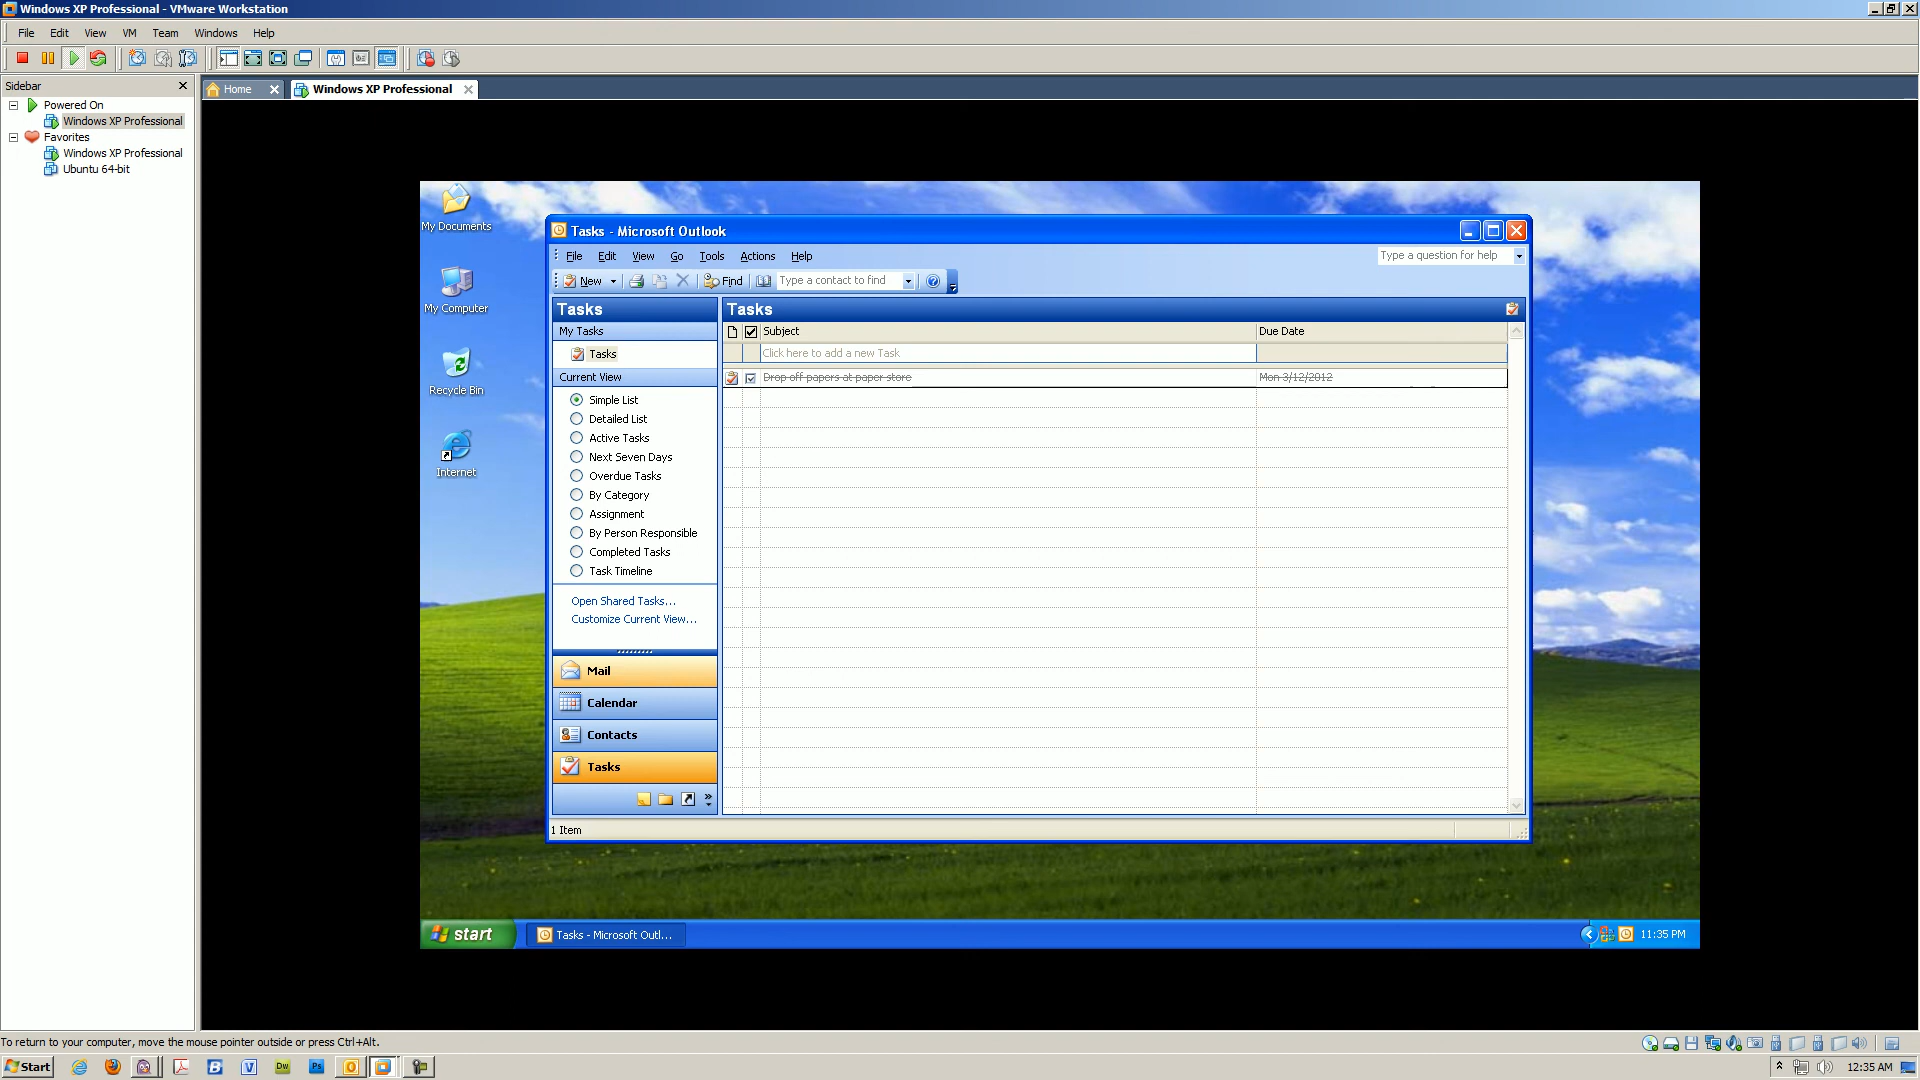 Windows XP Professional - VMware Workstation
File Edit View VM Team Windows Help
Sidebar
Powered On
Windows XP Professional
Favorites
Windows XP Professional
Ubuntu 64-bit
Home
Windows XP Professional
My Documents
My Computer
Recycle Bin
Internet
Tasks - Microsoft Outlook
File Edit View Go Tools Actions Help
Type a question for help
New
Find
Type a contact to find
Tasks
My Tasks
Tasks
Current View
Simple List
Detailed List
Active Tasks
Next Seven Days
Overdue Tasks
By Category
Assignment
By Person Responsible
Completed Tasks
Task Timeline
Open Shared Tasks...
Customize Current View...
Mail
Calendar
Contacts
Tasks
Tasks
Subject Due Date
Click here to add a new Task
Drop off papers at paper store Mon 3/12/2012
1 Item
start
Tasks - Microsoft Outl...
11:35 PM
To return to your computer, move the mouse pointer outside or press Ctrl+Alt.
Start
Dw
Ps
12:35 AM